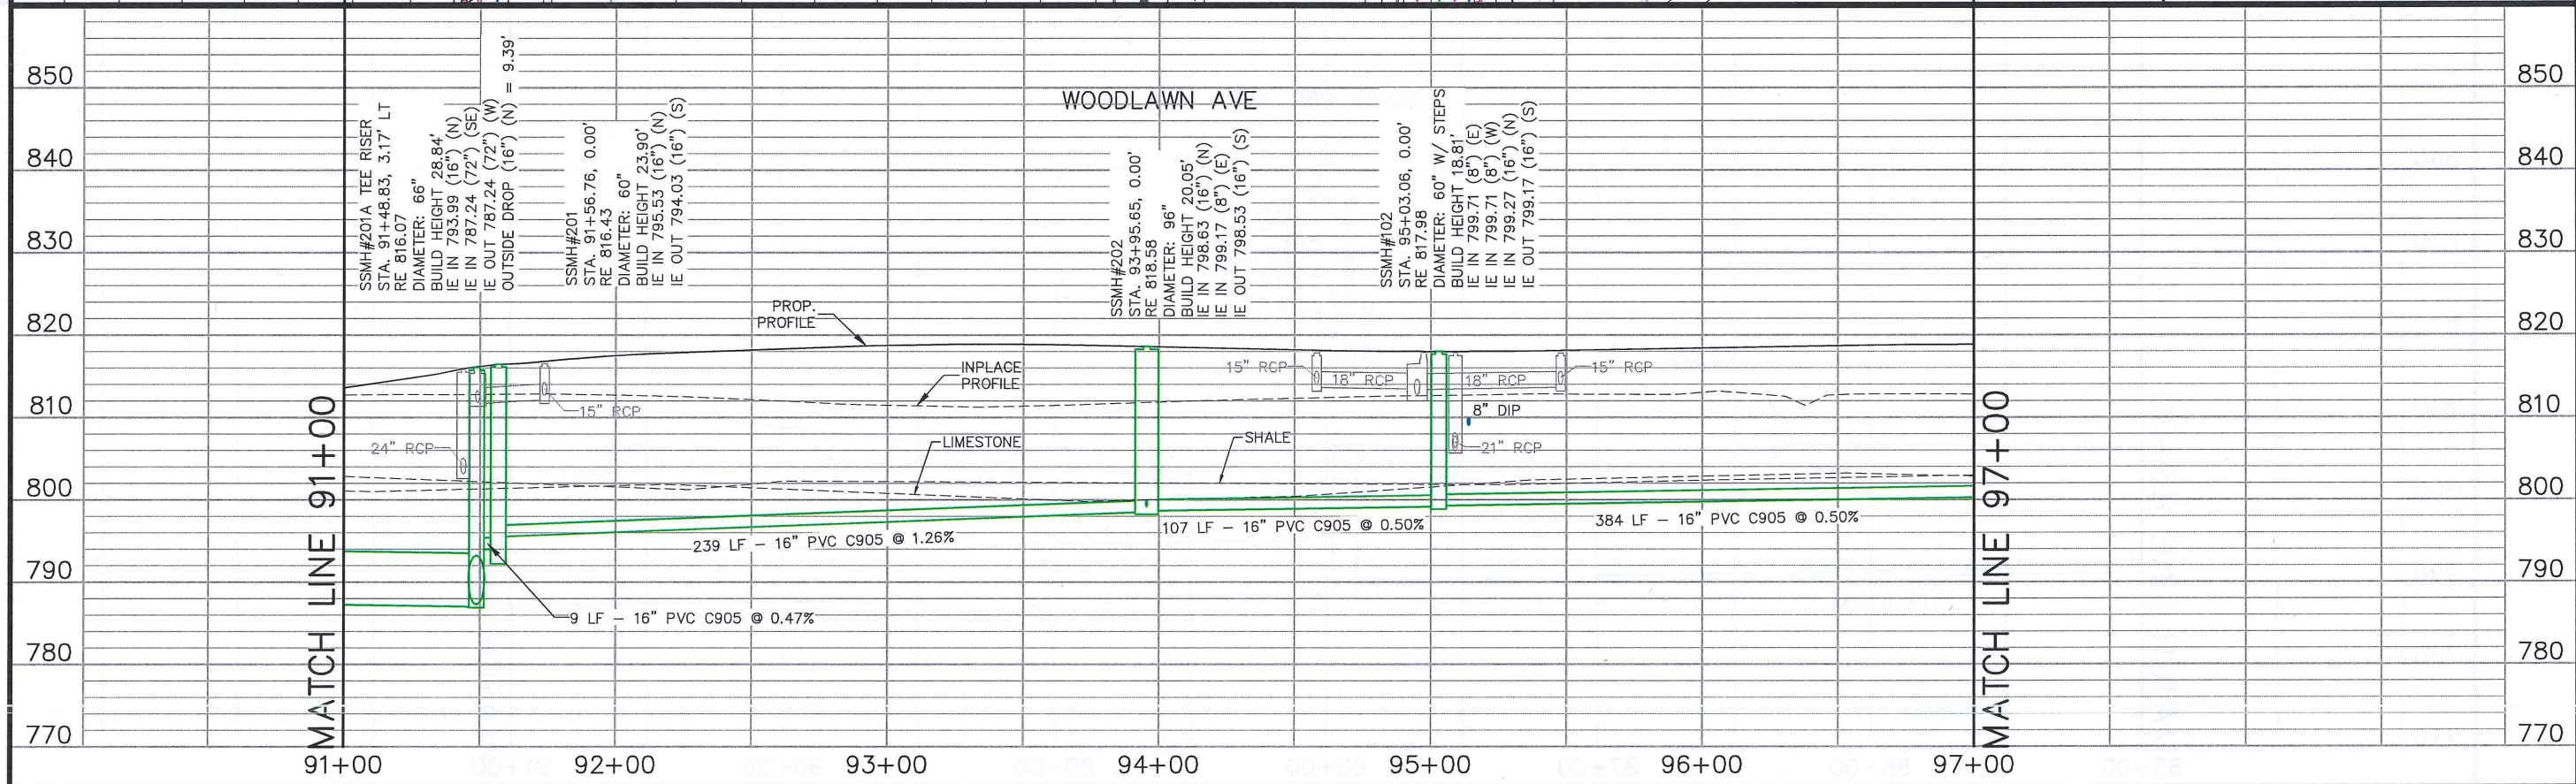 850
840
830
820
810
800
790
780
770
MATCH LINE 91+00
SSMH#201A TEE RISER
STA. 91+48.83, 3.17' LT
RE 816.07
DIAMETER: 66"
BUILD HEIGHT 28.84'
IE IN 793.99 (16") (N)
IE IN 787.24 (72") (SE)
IE OUT 787.24 (72") (W)
OUTSIDE DROP (16") (N) = 9.39'
SSMH#201
STA. 91+56.76, 0.00'
RE 816.43
DIAMETER: 60"
BUILD HEIGHT 23.90'
IE IN 795.53 (16") (N)
IE OUT 794.03 (16") (S)
WOODLAWN AVE
SSMH#202
STA. 93+95.65, 0.00'
RE 818.58
DIAMETER: 96"
BUILD HEIGHT 20.05'
IE IN 798.63 (16") (N)
IE IN 799.17 (8") (E)
IE OUT 798.53 (16") (S)
SSMH#102
STA. 95+03.06, 0.00'
RE 817.98
DIAMETER: 60" W/ STEPS
BUILD HEIGHT 18.81'
IE IN 799.71 (8") (E)
IE IN 799.71 (8") (W)
IE IN 799.27 (16") (N)
IE OUT 799.17 (16") (S)
PROP.
PROFILE
INPLACE
PROFILE
15" RCP
18" RCP
18" RCP
15" RCP
15" RCP
8" DIP
24" RCP
LIMESTONE
SHALE
21" RCP
239 LF – 16" PVC C905 @ 1.26%
107 LF – 16" PVC C905 @ 0.50%
384 LF – 16" PVC C905 @ 0.50%
9 LF – 16" PVC C905 @ 0.47%
MATCH LINE 97+00
850
840
830
820
810
800
790
780
770
91+00
92+00
93+00
94+00
95+00
96+00
97+00